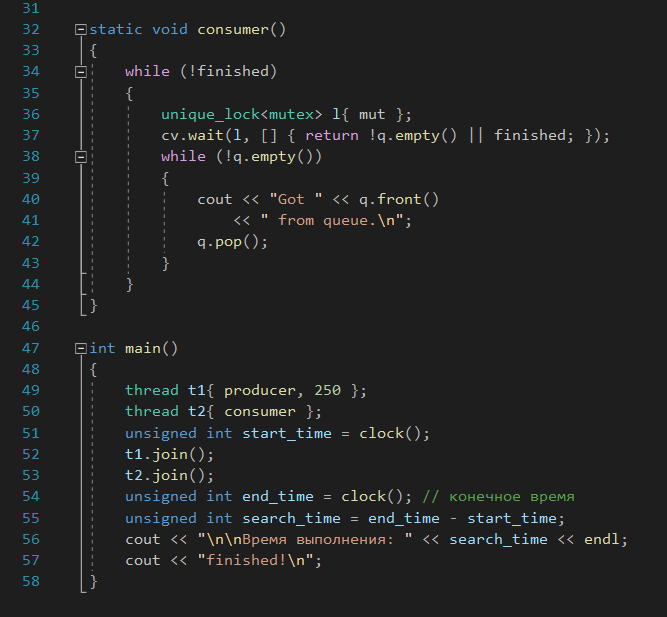 31
32 static void consumer()
33 {
34 while (!finished)
35 {
36 unique_lock<mutex> l{ mut };
37 cv.wait(l, [] { return !q.empty() || finished; });
38 while (!q.empty())
39 {
40 cout << "Got " << q.front()
41 << " from queue.\n";
42 q.pop();
43 }
44 }
45 }
46
47 int main()
48 {
49 thread t1{ producer, 250 };
50 thread t2{ consumer };
51 unsigned int start_time = clock();
52 t1.join();
53 t2.join();
54 unsigned int end_time = clock(); // конечное время
55 unsigned int search_time = end_time - start_time;
56 cout << "\n\nВремя выполнения: " << search_time << endl;
57 cout << "finished!\n";
58 }